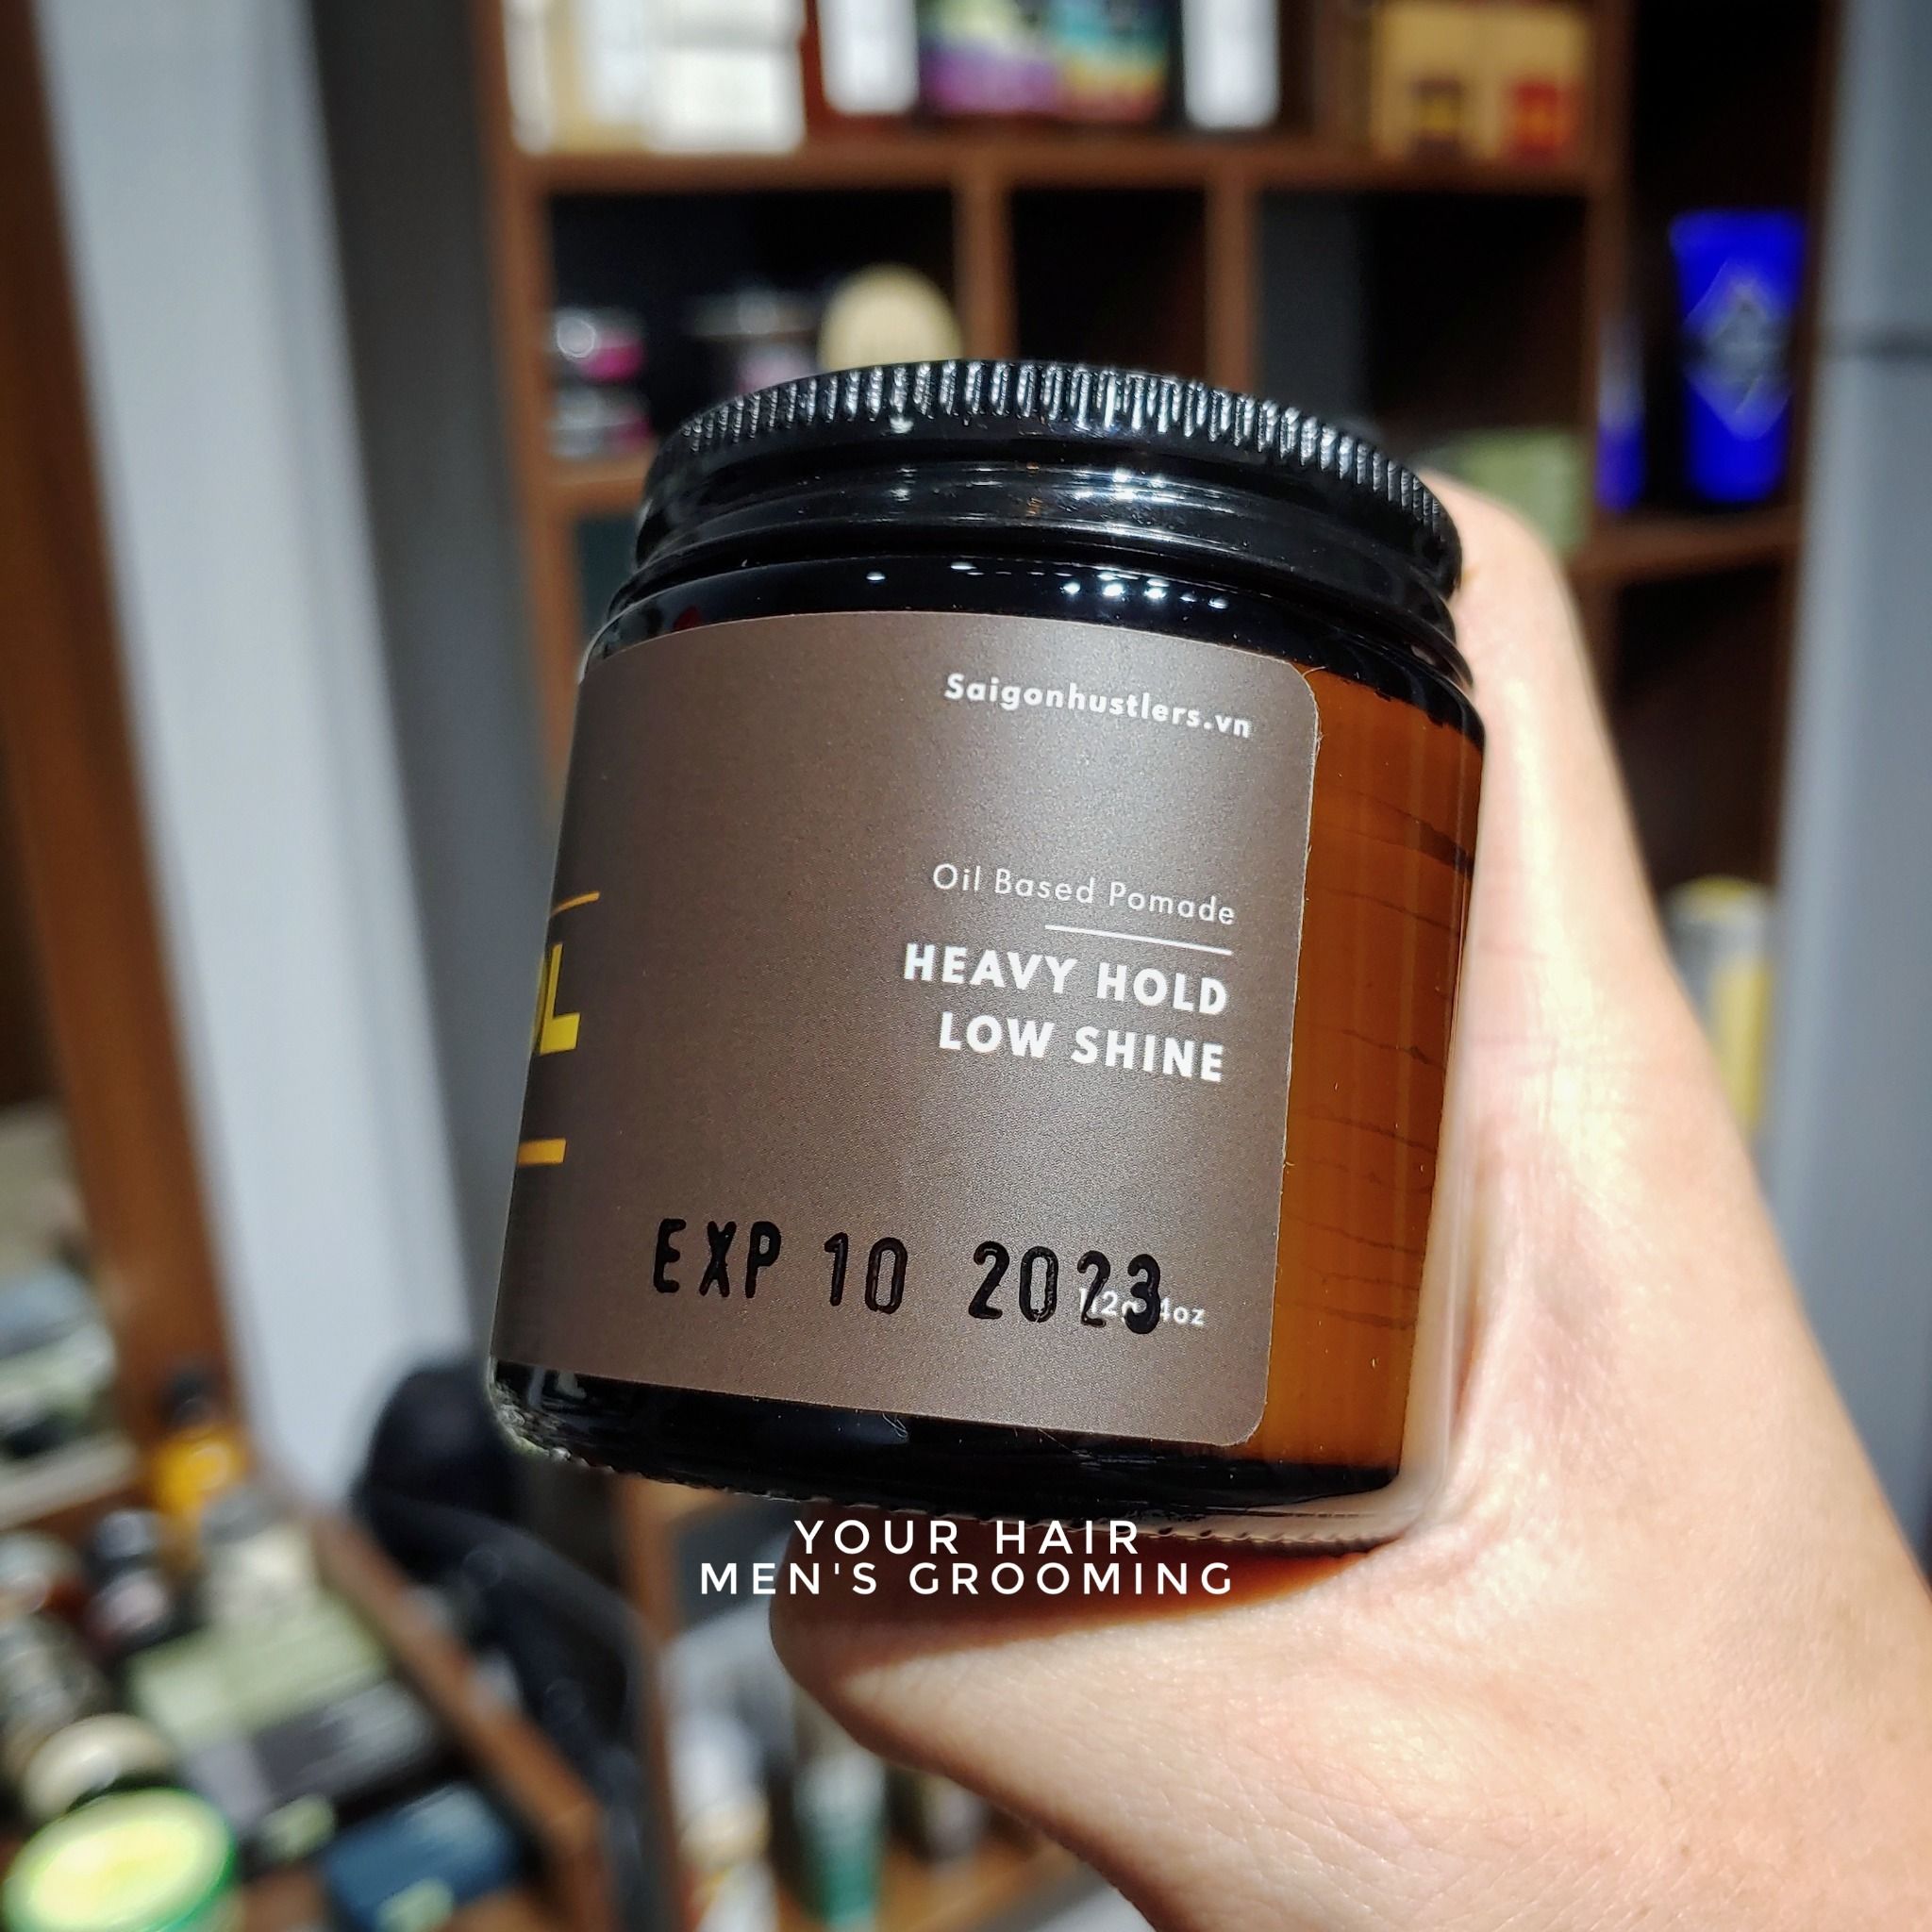 Saigonhustlers.vn
Oil Based Pomade
HEAVY HOLD
LOW SHINE
EXP 10 2023
YOUR HAIR
MEN'S GROOMING